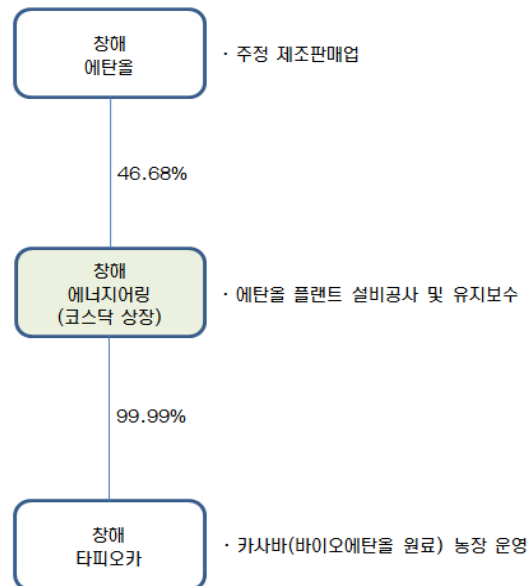 창해
에탄올
· 주정 제조판매업
46.68%
창해
에너지어링
(코스닥 상장)
· 에탄올 플랜트 설비공사 및 유지보수
99.99%
창해
타피오카
· 카사바(바이오에탄올 원료) 농장 운영